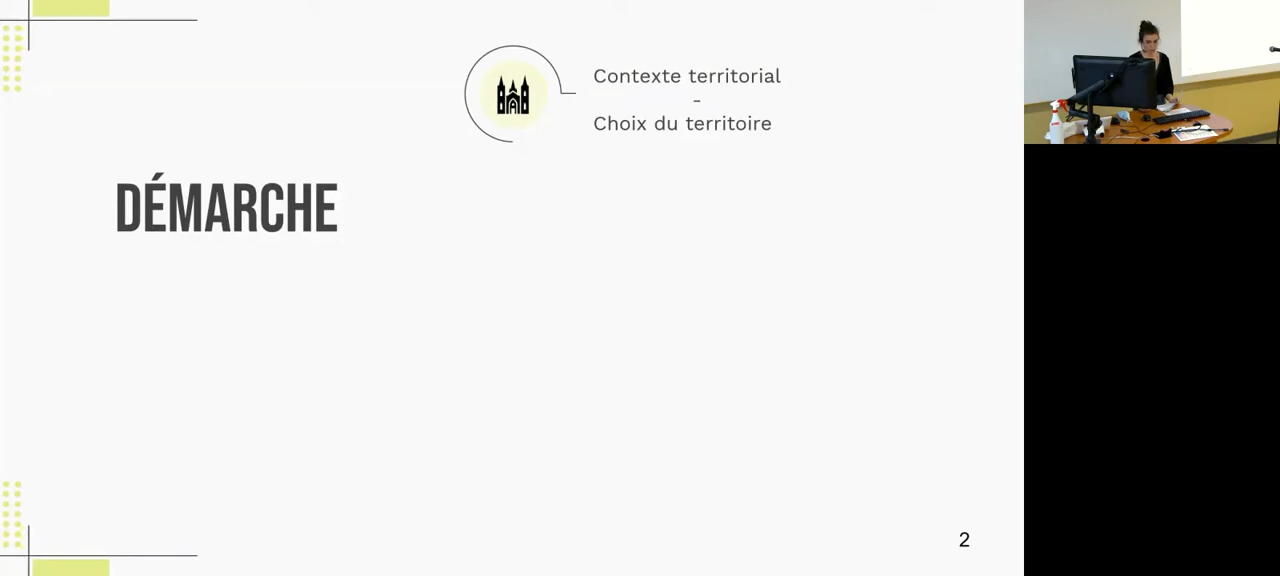 Contexte territorial
-
Choix du territoire
DÉMARCHE
2